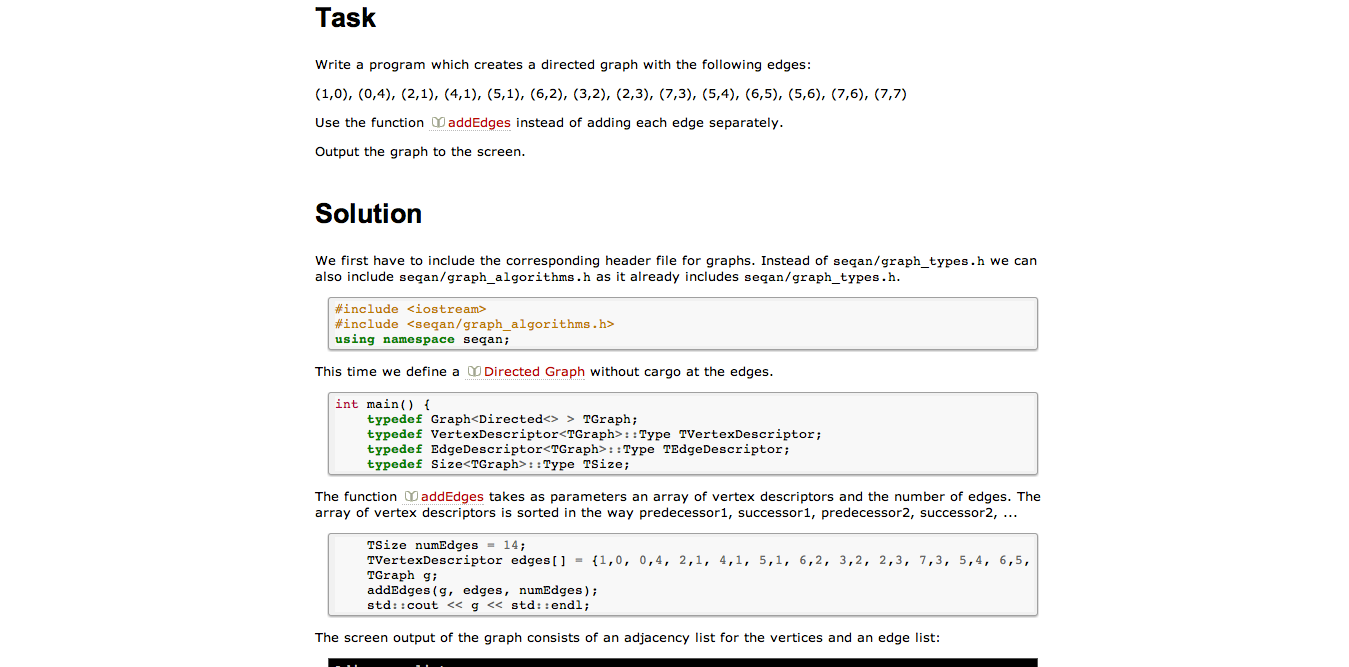 Task
Write a program which creates a directed graph with the following edges:
(1,0), (0,4), (2,1), (4,1), (5,1), (6,2), (3,2), (2,3), (7,3), (5,4), (6,5), (5,6), (7,6), (7,7)
Use the function addEdges instead of adding each edge separately.
Output the graph to the screen.
Solution
We first have to include the corresponding header file for graphs. Instead of seqan/graph_types.h we can
also include seqan/graph_algorithms.h as it already includes seqan/graph_types.h.
#include <iostream>
#include <seqan/graph_algorithms.h>
using namespace seqan;
This time we define a Directed Graph without cargo at the edges.
int main() {
    typedef Graph<Directed<> > TGraph;
    typedef VertexDescriptor<TGraph>::Type TVertexDescriptor;
    typedef EdgeDescriptor<TGraph>::Type TEdgeDescriptor;
    typedef Size<TGraph>::Type TSize;
The function addEdges takes as parameters an array of vertex descriptors and the number of edges. The
array of vertex descriptors is sorted in the way predecessor1, successor1, predecessor2, successor2, ...
    TSize numEdges = 14;
    TVertexDescriptor edges[] = {1,0, 0,4, 2,1, 4,1, 5,1, 6,2, 3,2, 2,3, 7,3, 5,4, 6,5,
    TGraph g;
    addEdges(g, edges, numEdges);
    std::cout << g << std::endl;
The screen output of the graph consists of an adjacency list for the vertices and an edge list: